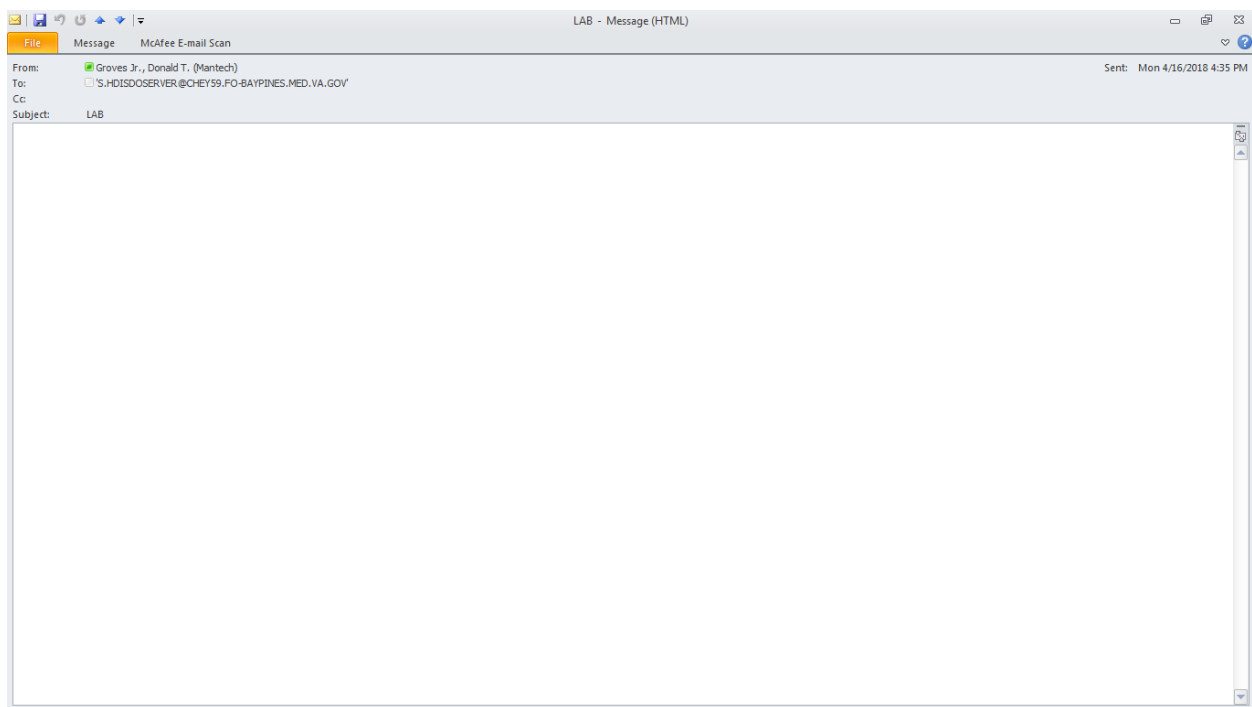 LAB - Message (HTML)
File Message McAfee E-mail Scan
From: Groves Jr., Donald T. (Mantech) Sent: Mon 4/16/2018 4:35 PM
To: 'S.HDISDOSERVER@CHEY59.FO-BAYPINES.MED.VA.GOV'
Cc:
Subject: LAB